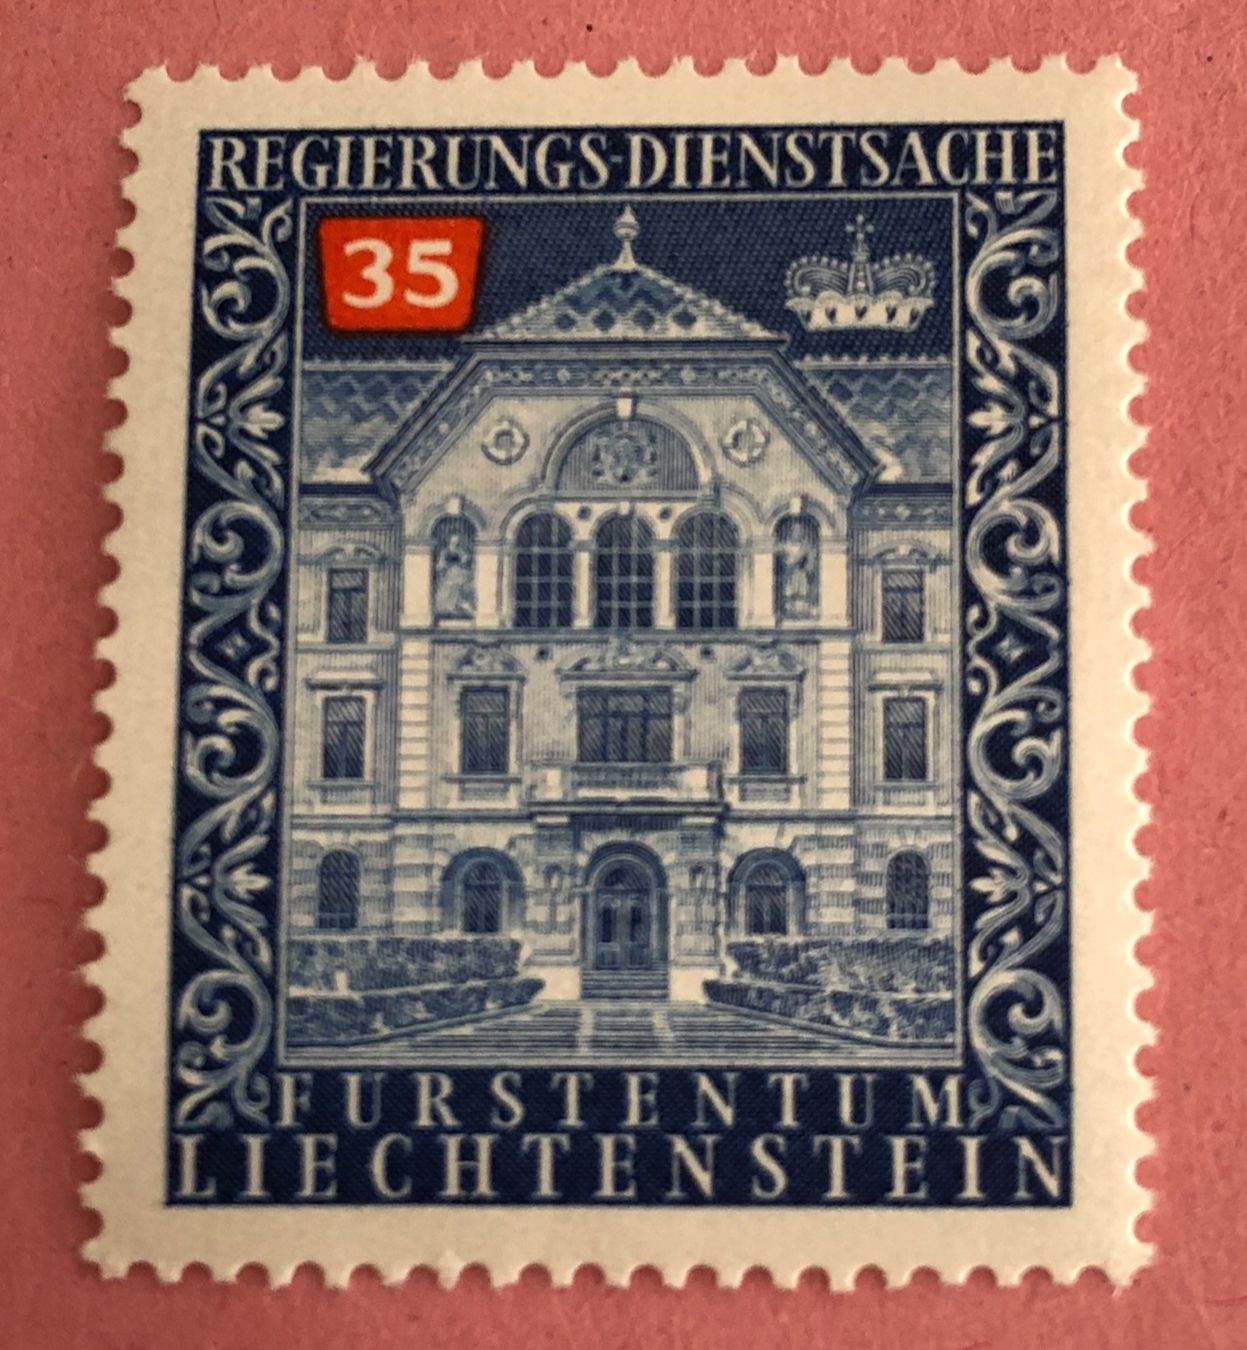 REGIERUNGS-DIENSTSACHE
35
FURSTENTUM
LIECHTENSTEIN